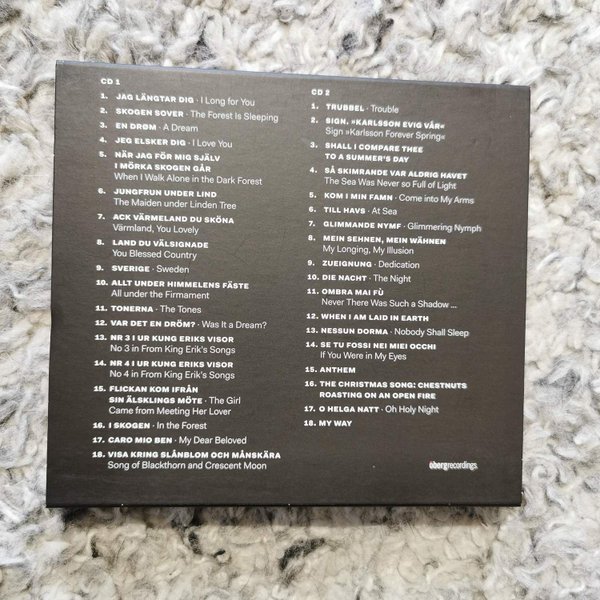 CD 1
1. JAG LÄNGTAR DIG · I Long for You
2. SKOGEN SOVER · The Forest Is Sleeping
3. EN DRØM · A Dream
4. JEG ELSKER DIG · I Love You
5. NÄR JAG FÖR MIG SJÄLV
I MÖRKA SKOGEN GÅR
When I Walk Alone in the Dark Forest
6. JUNGFRUN UNDER LIND
The Maiden under Linden Tree
7. ACK VÄRMELAND DU SKÖNA
Värmland, You Lovely
8. LAND DU VÄLSIGNADE
You Blessed Country
9. SVERIGE · Sweden
10. ALLT UNDER HIMMELENS FÄSTE
All under the Firmament
11. TONERNA · The Tones
12. VAR DET EN DRÖM? · Was It a Dream?
13. NR 3 I UR KUNG ERIKS VISOR
No 3 in From King Erik's Songs
14. NR 4 I UR KUNG ERIKS VISOR
No 4 in From King Erik's Songs
15. FLICKAN KOM IFRÅN
SIN ÄLSKLINGS MÖTE · The Girl
Came from Meeting Her Lover
16. I SKOGEN · In the Forest
17. CARO MIO BEN · My Dear Beloved
18. VISA KRING SLÅNBLOM OCH MÅNSKÄRA
Song of Blackthorn and Crescent Moon
CD 2
1. TRUBBEL · Trouble
2. SIGN. »KARLSSON EVIG VÅR«
Sign »Karlsson Forever Spring«
3. SHALL I COMPARE THEE
TO A SUMMER'S DAY
4. SÅ SKIMRANDE VAR ALDRIG HAVET
The Sea Was Never so Full of Light
5. KOM I MIN FAMN · Come into My Arms
6. TILL HAVS · At Sea
7. GLIMMANDE NYMF · Glimmering Nymph
8. MEIN SEHNEN, MEIN WÄHNEN
My Longing, My Illusion
9. ZUEIGNUNG · Dedication
10. DIE NACHT · The Night
11. OMBRA MAI FÙ
Never There Was Such a Shadow ...
12. WHEN I AM LAID IN EARTH
13. NESSUN DORMA · Nobody Shall Sleep
14. SE TU FOSSI NEI MIEI OCCHI
If You Were in My Eyes
15. ANTHEM
16. THE CHRISTMAS SONG: CHESTNUTS
ROASTING ON AN OPEN FIRE
17. O HELGA NATT · Oh Holy Night
18. MY WAY
öbergrecordings.